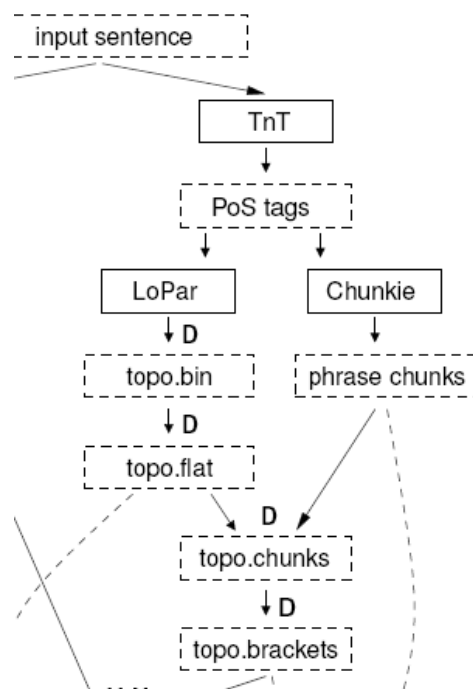 input sentence
TnT
PoS tags
LoPar
Chunkie
D
topo.bin
phrase chunks
D
topo.flat
D
topo.chunks
D
topo.brackets